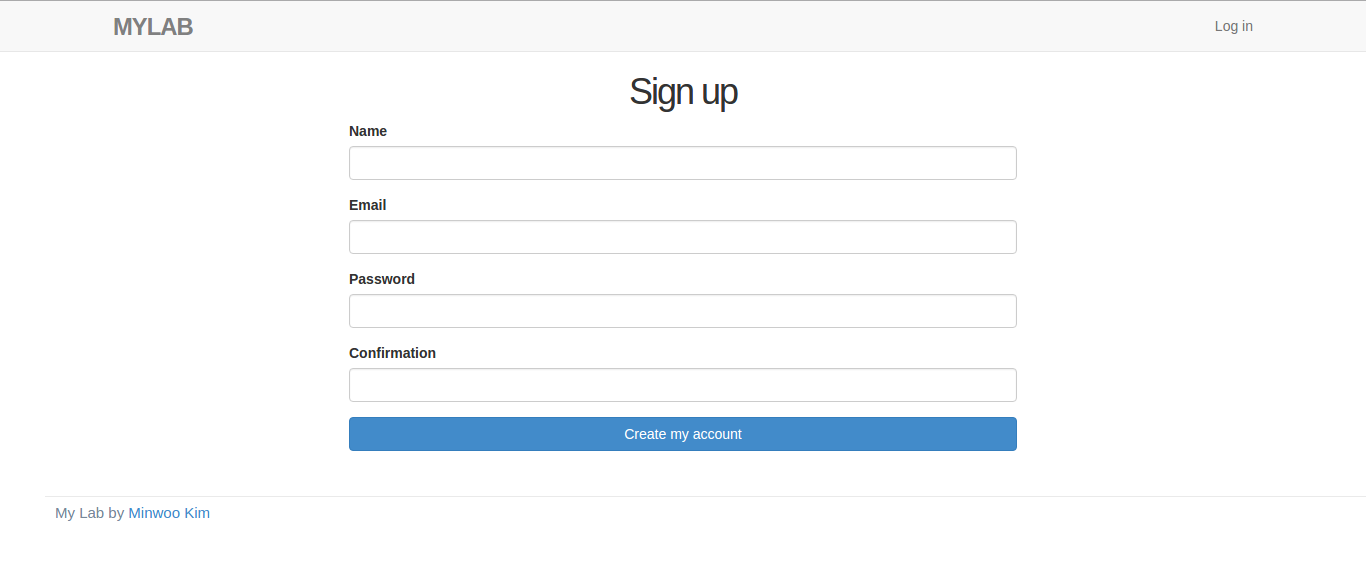 MYLAB
Log in
Sign up
Name
Email
Password
Confirmation
Create my account
My Lab by Minwoo Kim